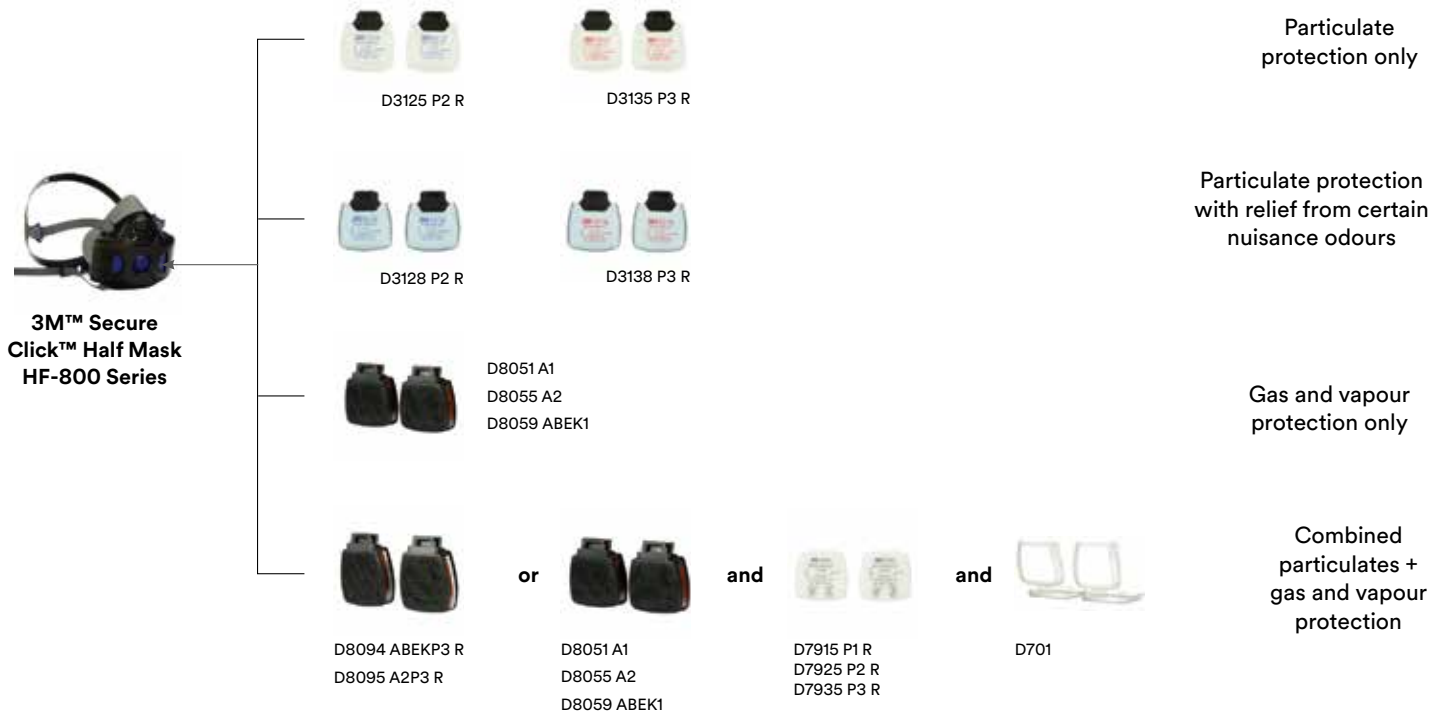 D3125 P2 R
D3135 P3 R
Particulate
protection only
D3128 P2 R
D3138 P3 R
Particulate protection
with relief from certain
nuisance odours
3M™ Secure
Click™ Half Mask
HF-800 Series
D8051 A1
D8055 A2
D8059 ABEK1
Gas and vapour
protection only
or
and
and
D8094 ABEKP3 R
D8095 A2P3 R
D8051 A1
D8055 A2
D8059 ABEK1
D7915 P1 R
D7925 P2 R
D7935 P3 R
D701
Combined
particulates +
gas and vapour
protection